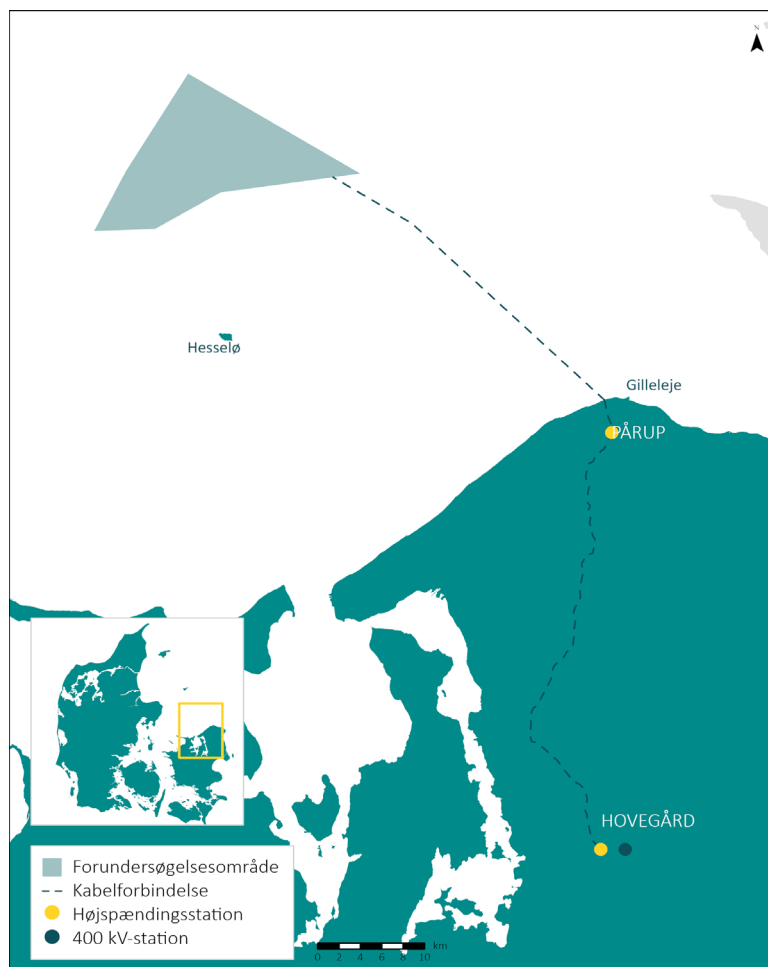 N
Hesselø
Gilleleje
PÅRUP
HOVEGÅRD
Forundersøgelsesområde
Kabelforbindelse
Højspændingsstation
400 kV-station
km
0 2 4 6 8 10